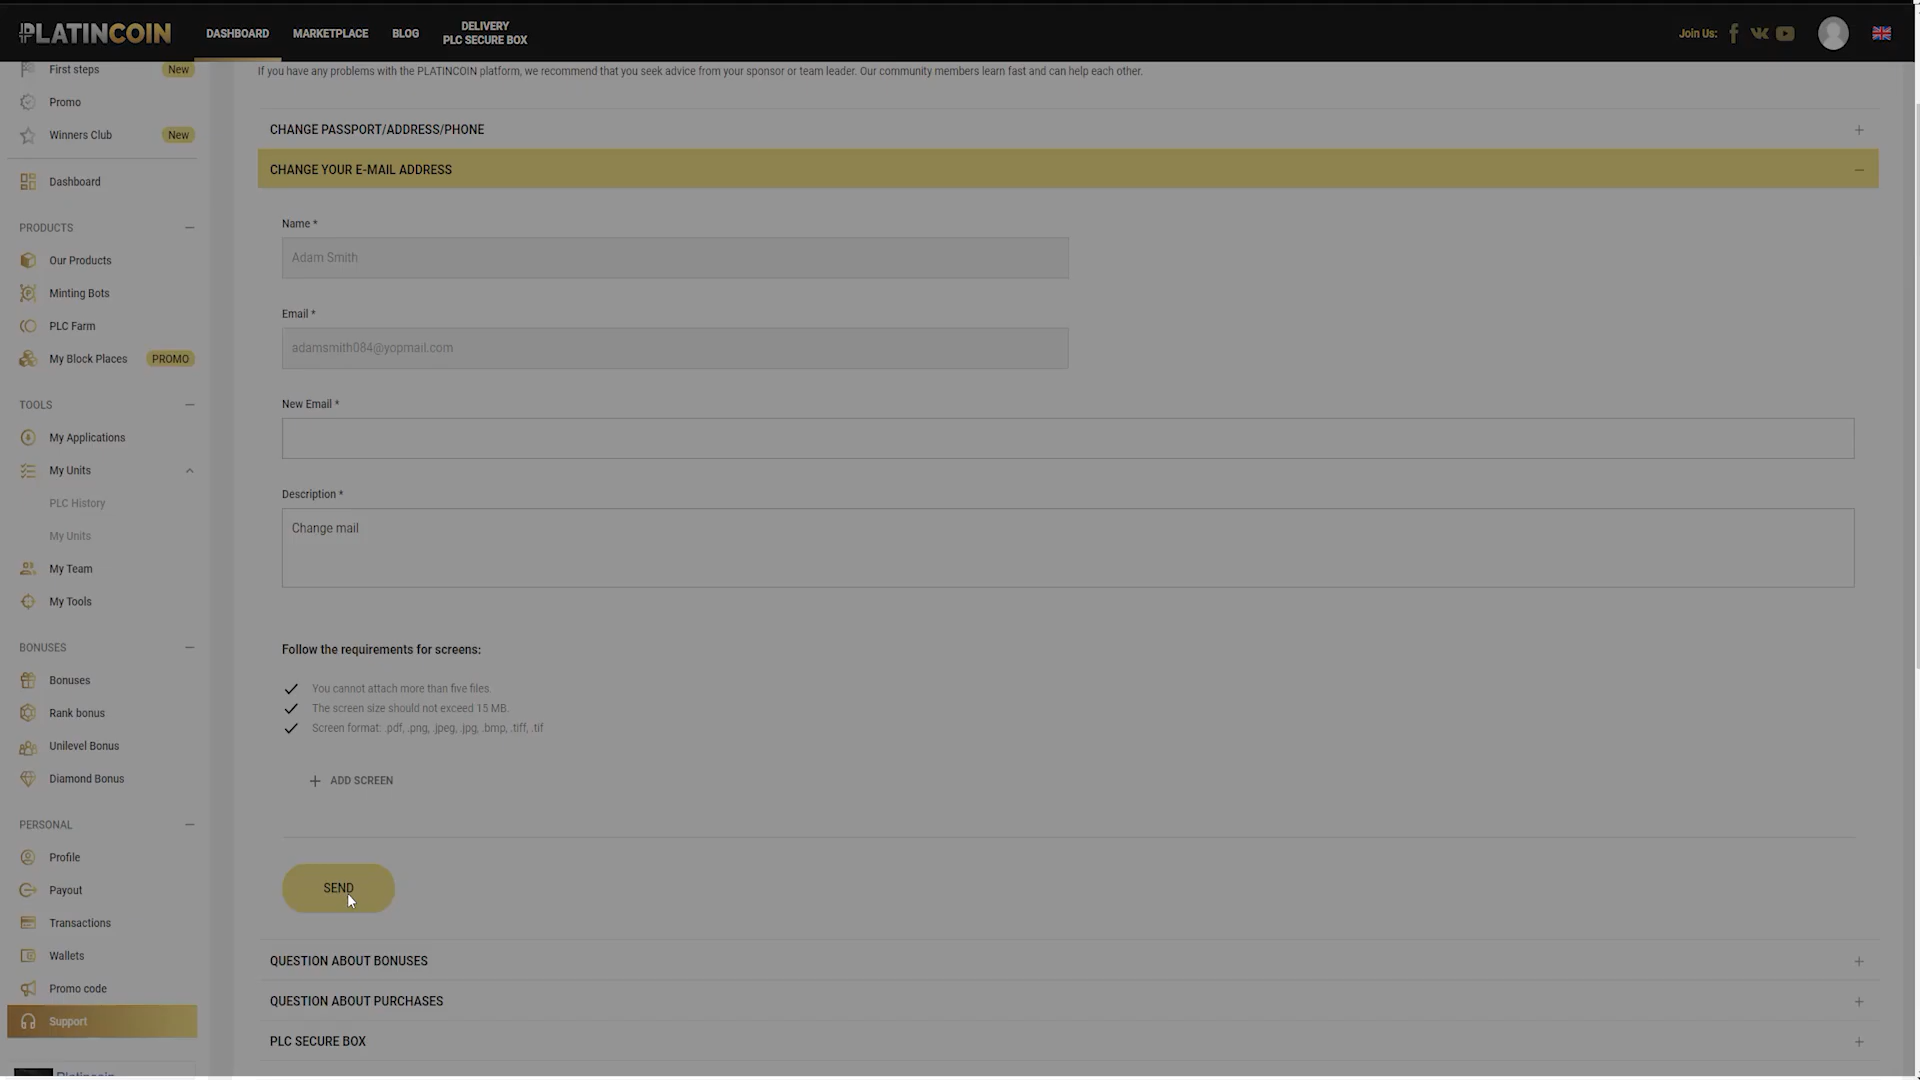 PLATINCOIN
DASHBOARD
MARKETPLACE
BLOG
DELIVERY
PLC SECURE BOX
Join Us:
First steps
New
Promo
Winners Club
New
Dashboard
PRODUCTS
Our Products
Minting Bots
PLC Farm
My Block Places
PROMO
TOOLS
My Applications
My Units
PLC History
My Units
My Team
My Tools
BONUSES
Bonuses
Rank bonus
Unilevel Bonus
Diamond Bonus
PERSONAL
Profile
Payout
Transactions
Wallets
Promo code
Support
Platincoin
If you have any problems with the PLATINCOIN platform, we recommend that you seek advice from your sponsor or team leader. Our community members learn fast and can help each other.
CHANGE PASSPORT/ADDRESS/PHONE
CHANGE YOUR E-MAIL ADDRESS
Name *
Adam Smith
Email *
adamsmith084@yopmail.com
New Email *
Description *
Change mail
Follow the requirements for screens:
You cannot attach more than five files.
The screen size should not exceed 15 MB.
Screen format: .pdf, .png, .jpeg, .jpg, .bmp, .tiff, .tif
ADD SCREEN
SEND
QUESTION ABOUT BONUSES
QUESTION ABOUT PURCHASES
PLC SECURE BOX